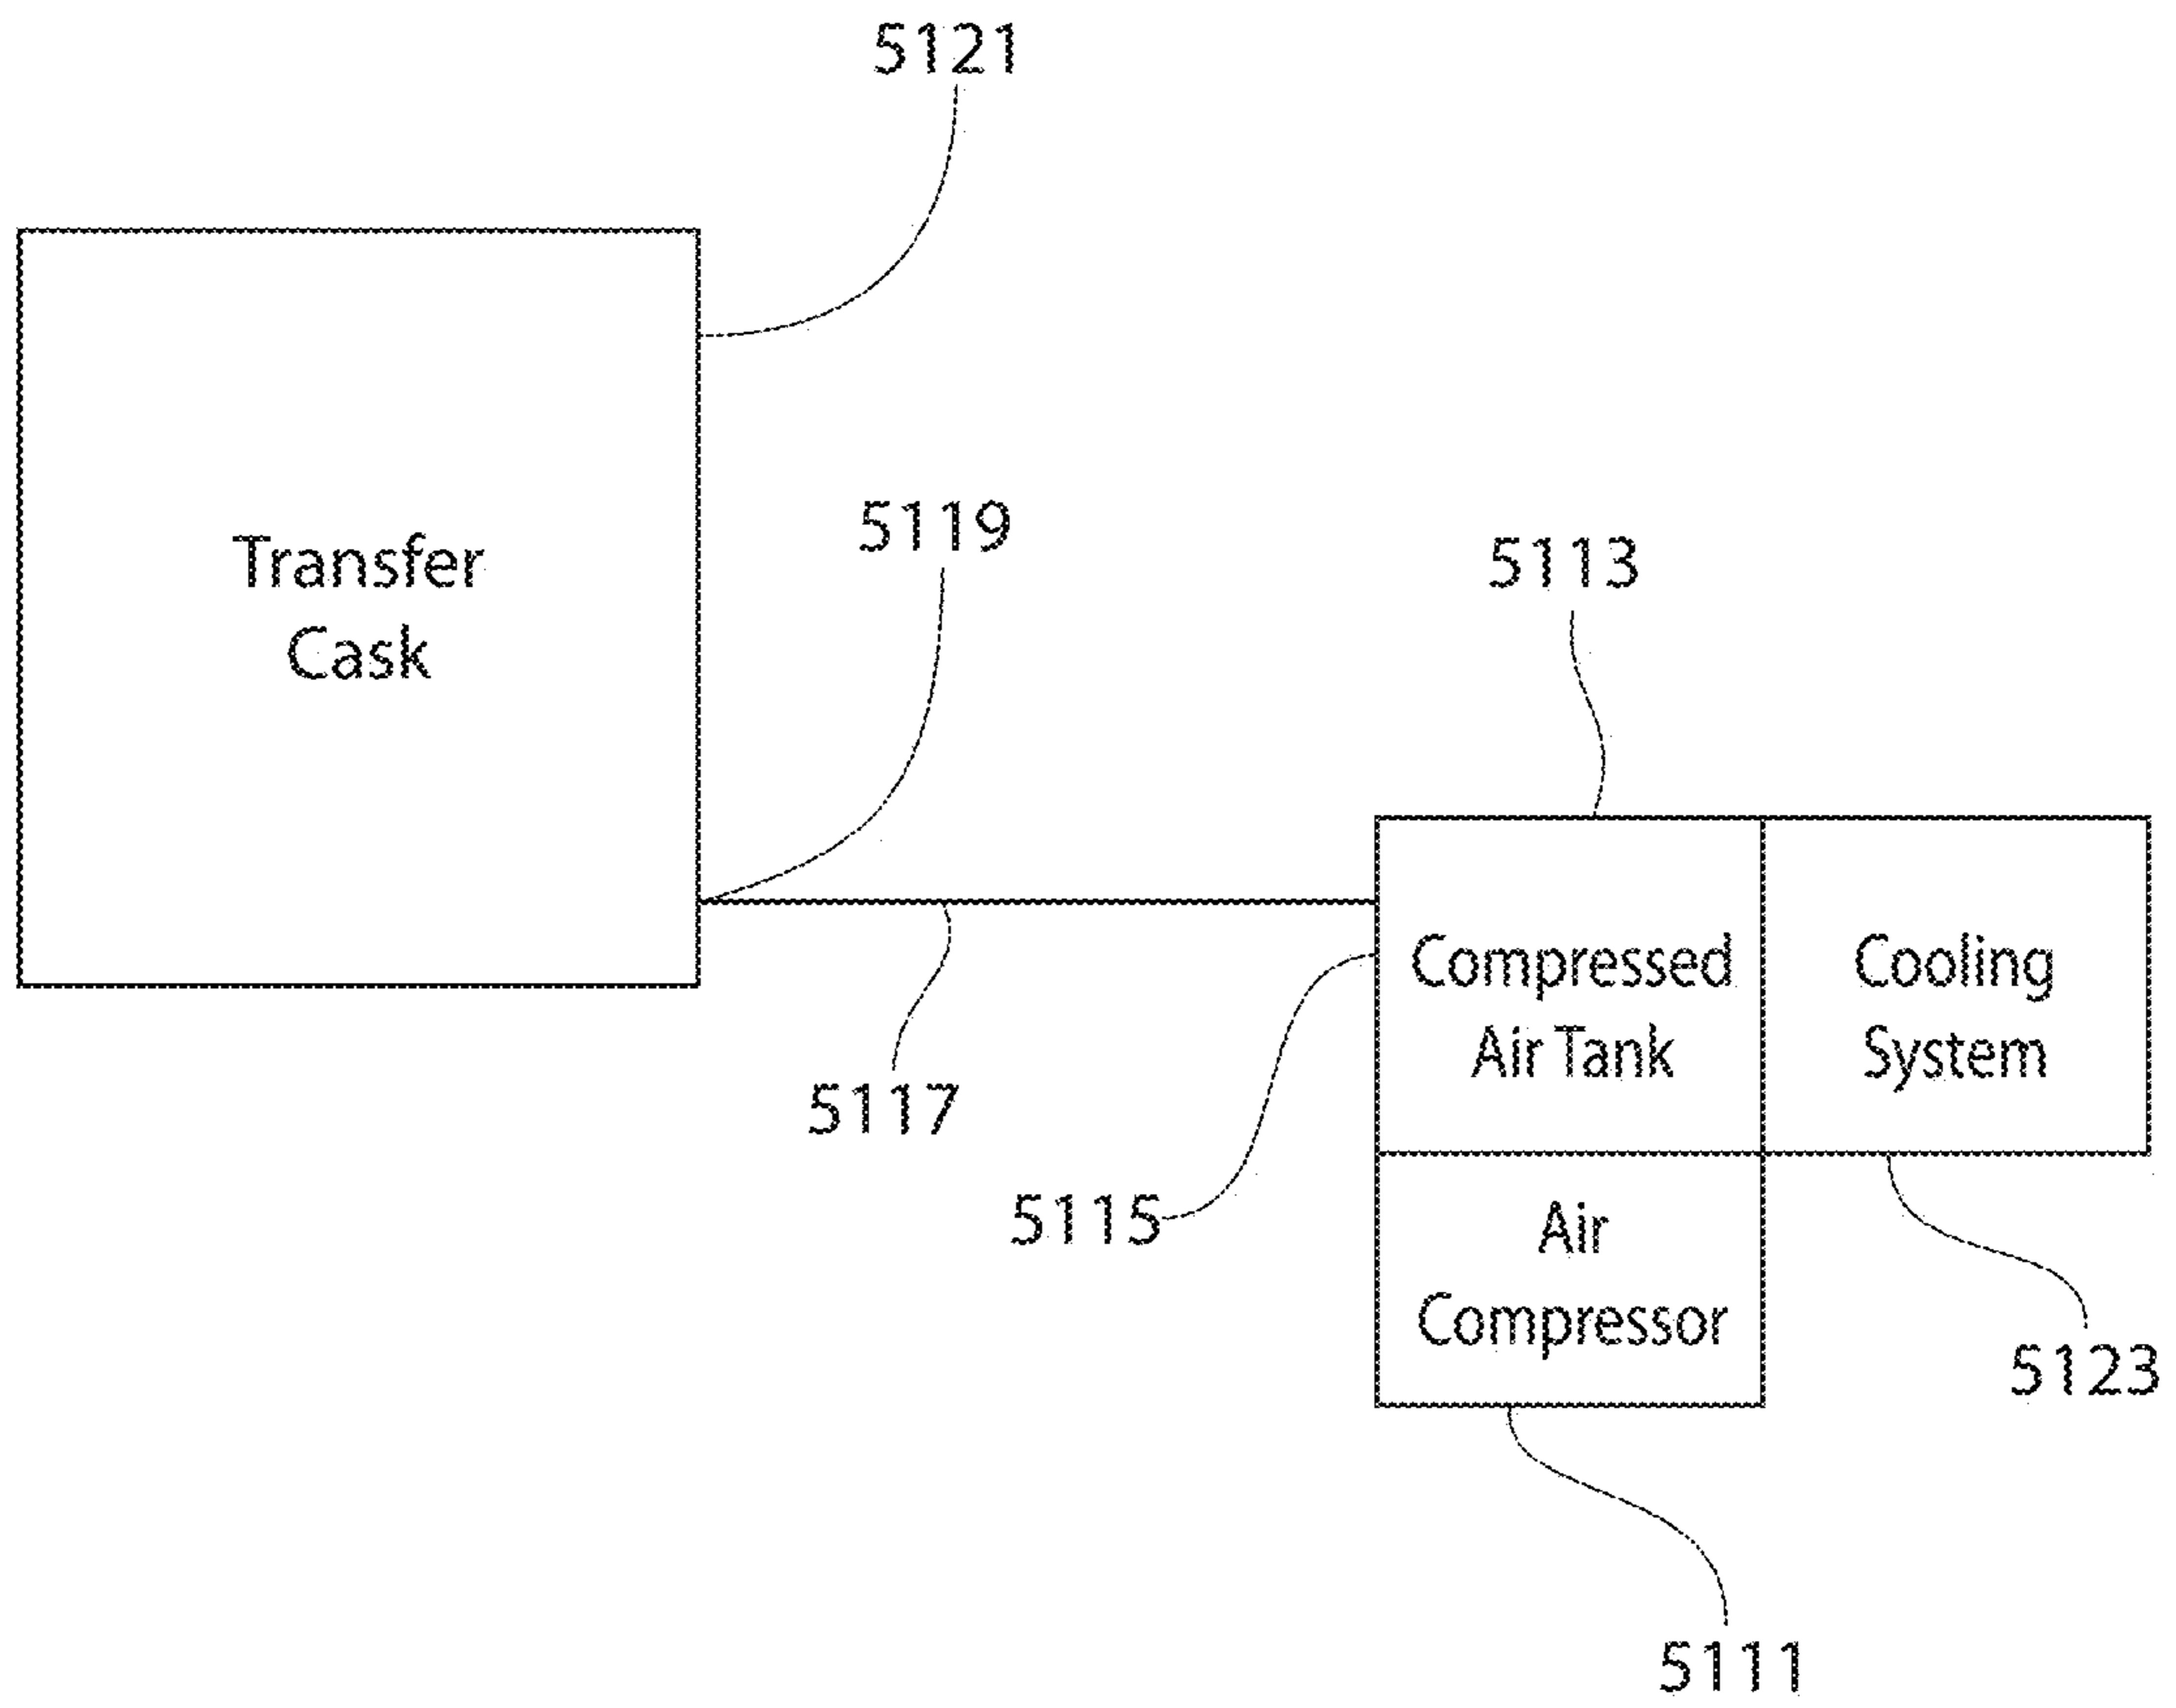 5121
Transfer
Cask
5119
5113
Compressed
Air Tank
Cooling
System
5117
5115
Air
Compressor
5123
5111